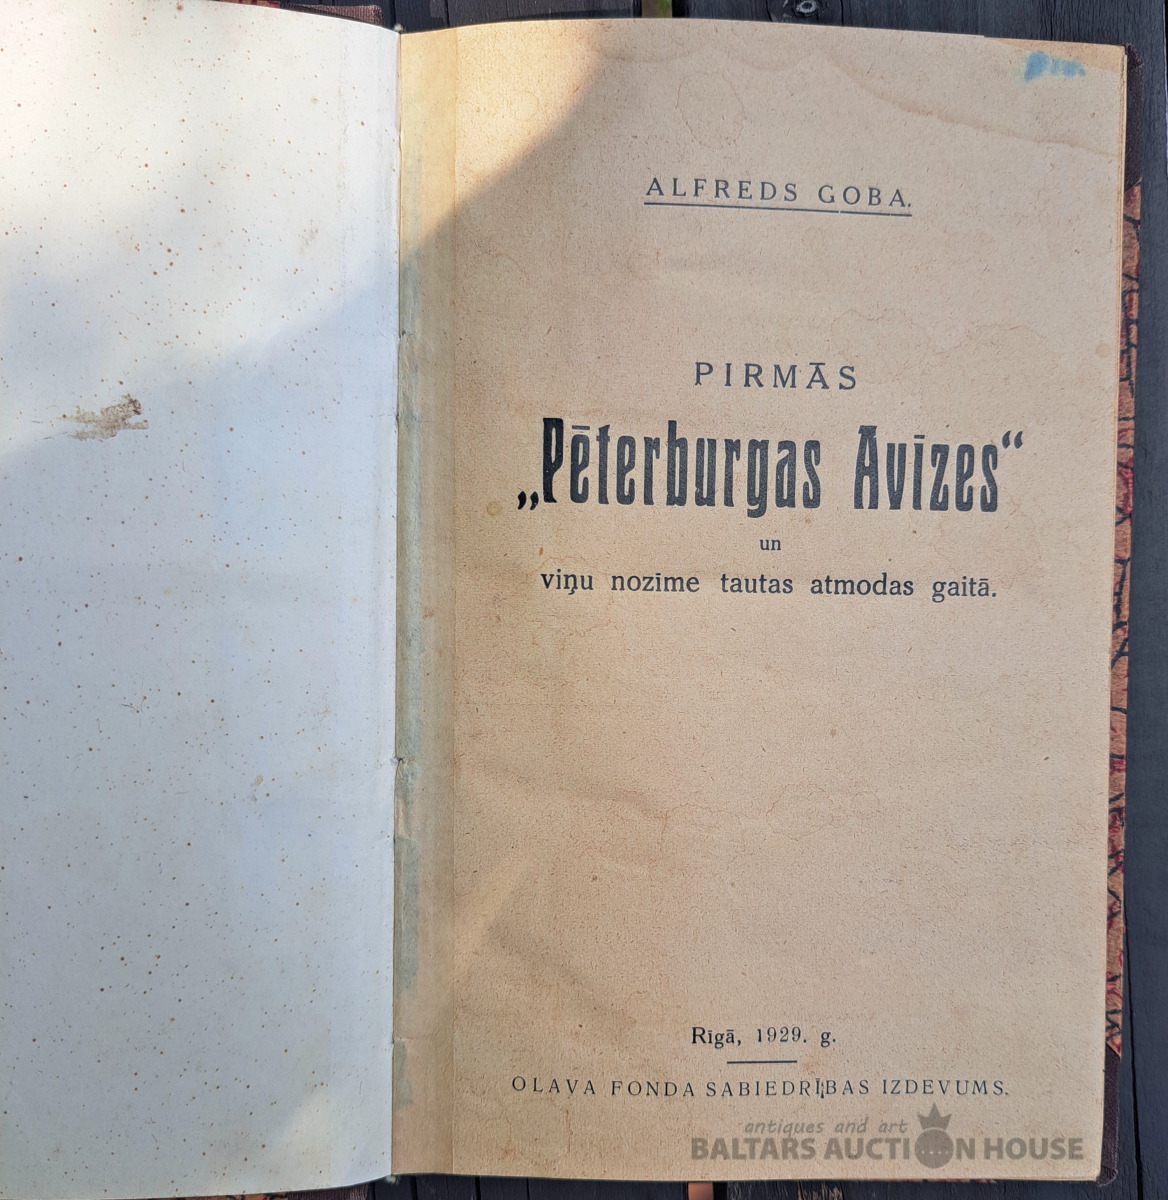 ALFREDS GOBA.
PIRMĀS
„Pēterburgas Avīzes“
un
viņu nozīme tautas atmodas gaitā.
Rīgā, 1929. g.
OLAVA FONDA SABIEDRĪBAS IZDEVUMS.
antiques and art
BALTARS AUCTION HOUSE